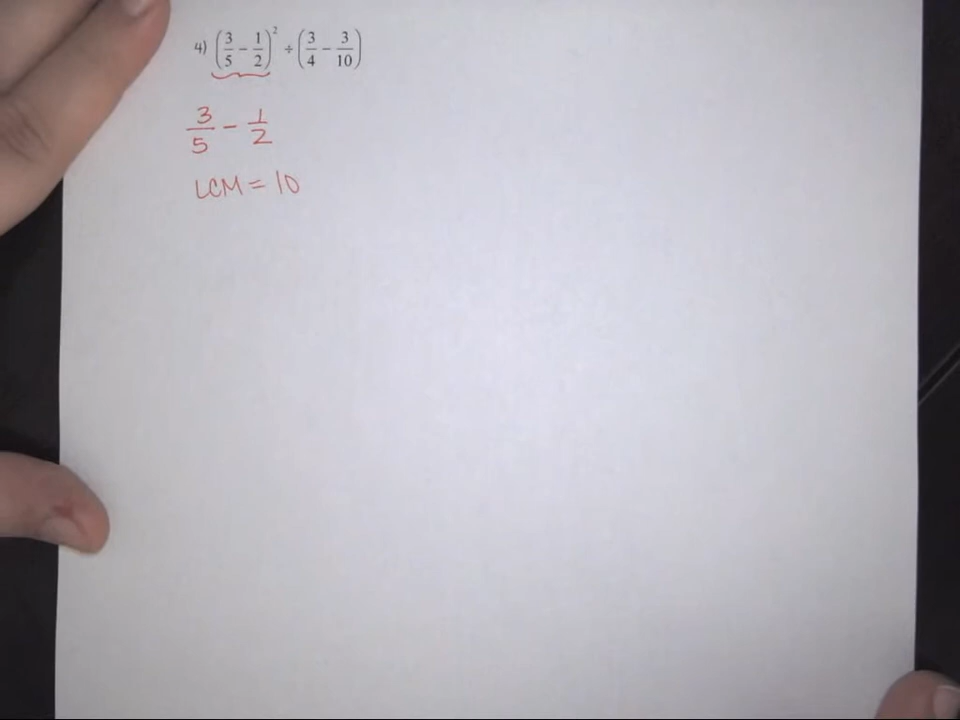 4) (3/5 − 1/2)² ÷ (3/4 − 3/10)
3/5 − 1/2
LCM = 10